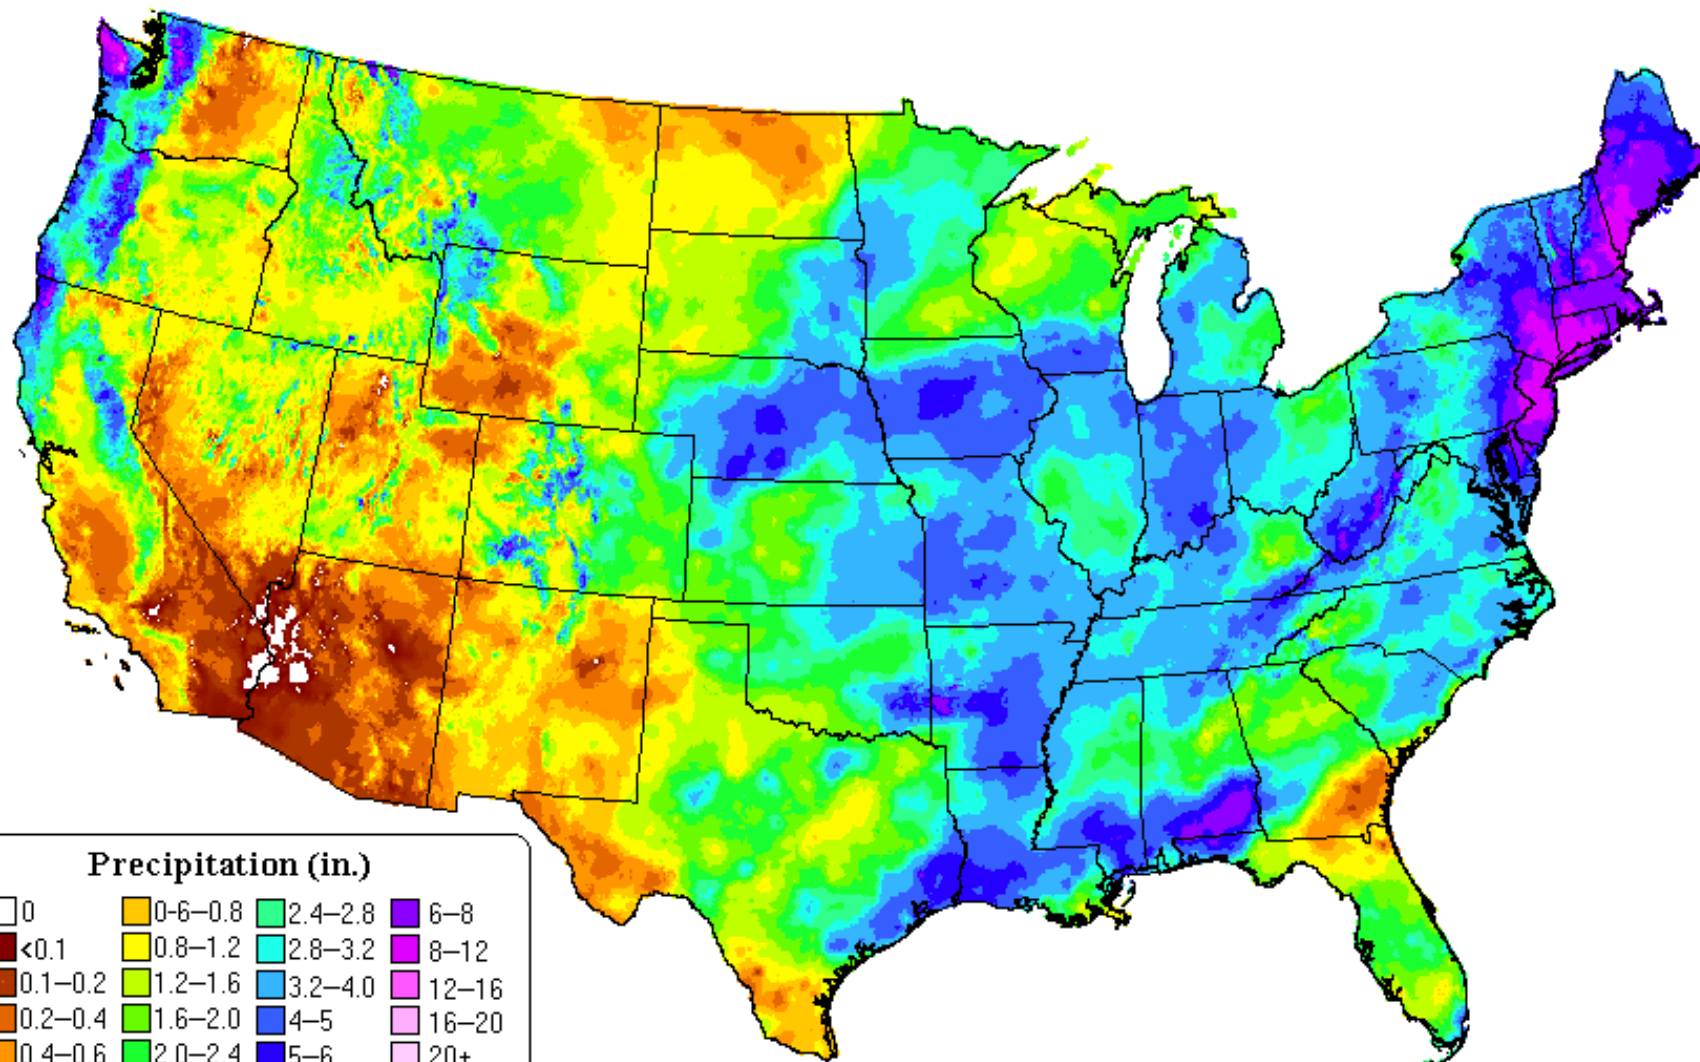 Precipitation (in.)
0 0-6–0.8 2.4–2.8 6–8
<0.1 0.8–1.2 2.8–3.2 8–12
0.1–0.2 1.2–1.6 3.2–4.0 12–16
0.2–0.4 1.6–2.0 4–5 16–20
0.4–0.6 2.0–2.4 5–6 20+